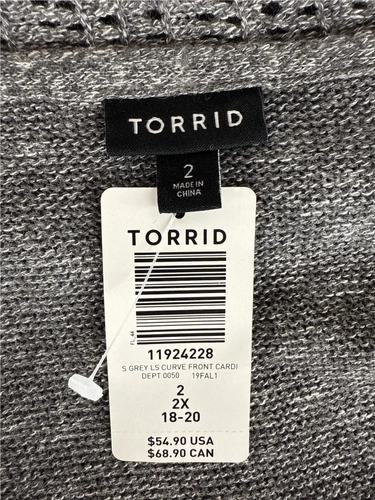 TORRID
2
MADE IN
CHINA
TORRID
FL_44
11924228
S GREY LS CURVE FRONT CARDI
DEPT 0050 19FAL1
2
2X
18-20
$54.90 USA
$68.90 CAN